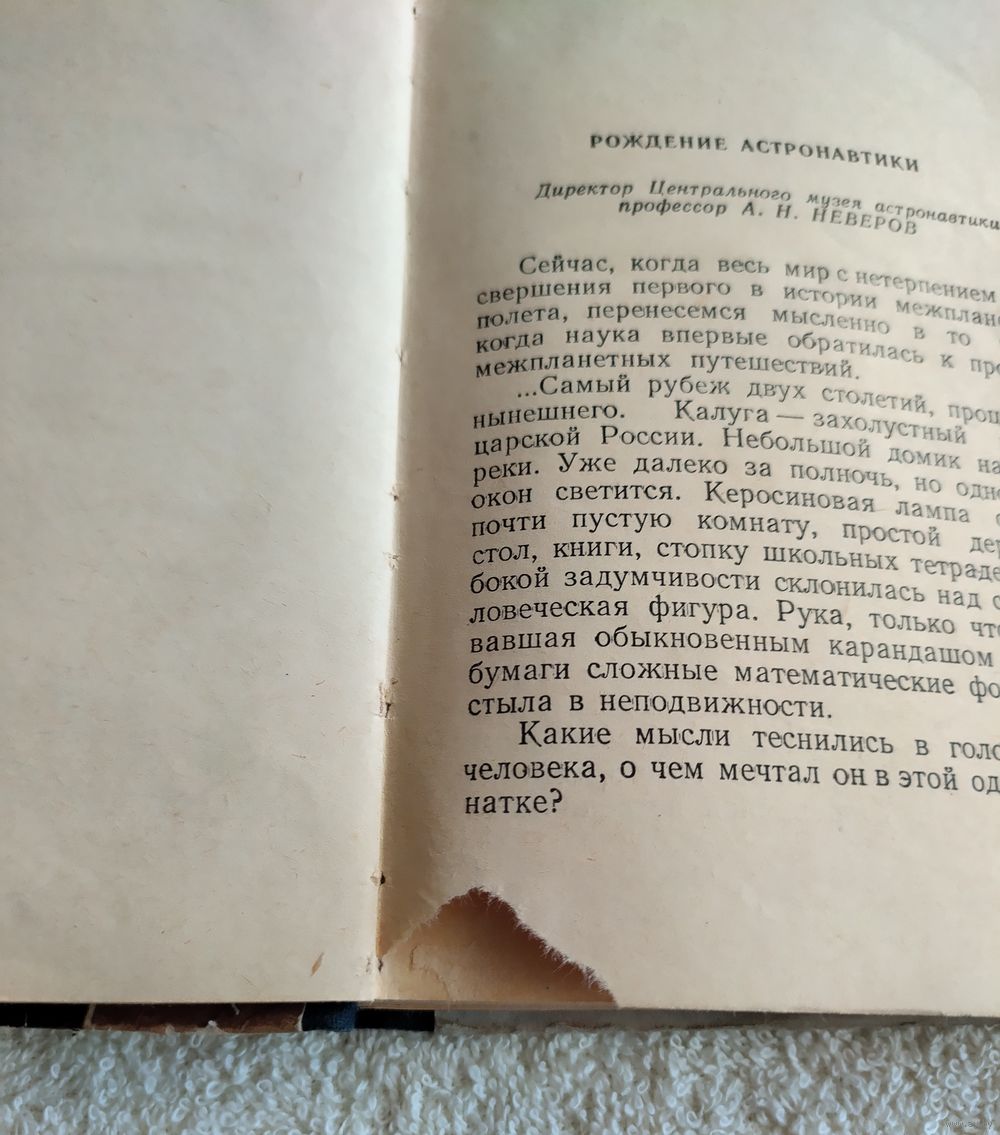 РОЖДЕНИЕ АСТРОНАВТИКИ
Директор Центрального музея астронавтики
профессор А. Н. НЕВЕРОВ
Сейчас, когда весь мир с нетерпением
свершения первого в истории межплане
полета, перенесемся мысленно в то
когда наука впервые обратилась к про
межпланетных путешествий.
...Самый рубеж двух столетий, прош
нынешнего. Калуга — захолустный
царской России. Небольшой домик на
реки. Уже далеко за полночь, но одно
окон светится. Керосиновая лампа
почти пустую комнату, простой дер
стол, книги, стопку школьных тетраде
бокой задумчивости склонилась над с
ловеческая фигура. Рука, только что
вавшая обыкновенным карандашом
бумаги сложные математические фо
стыла в неподвижности.
Какие мысли теснились в голо
человека, о чем мечтал он в этой од
натке?